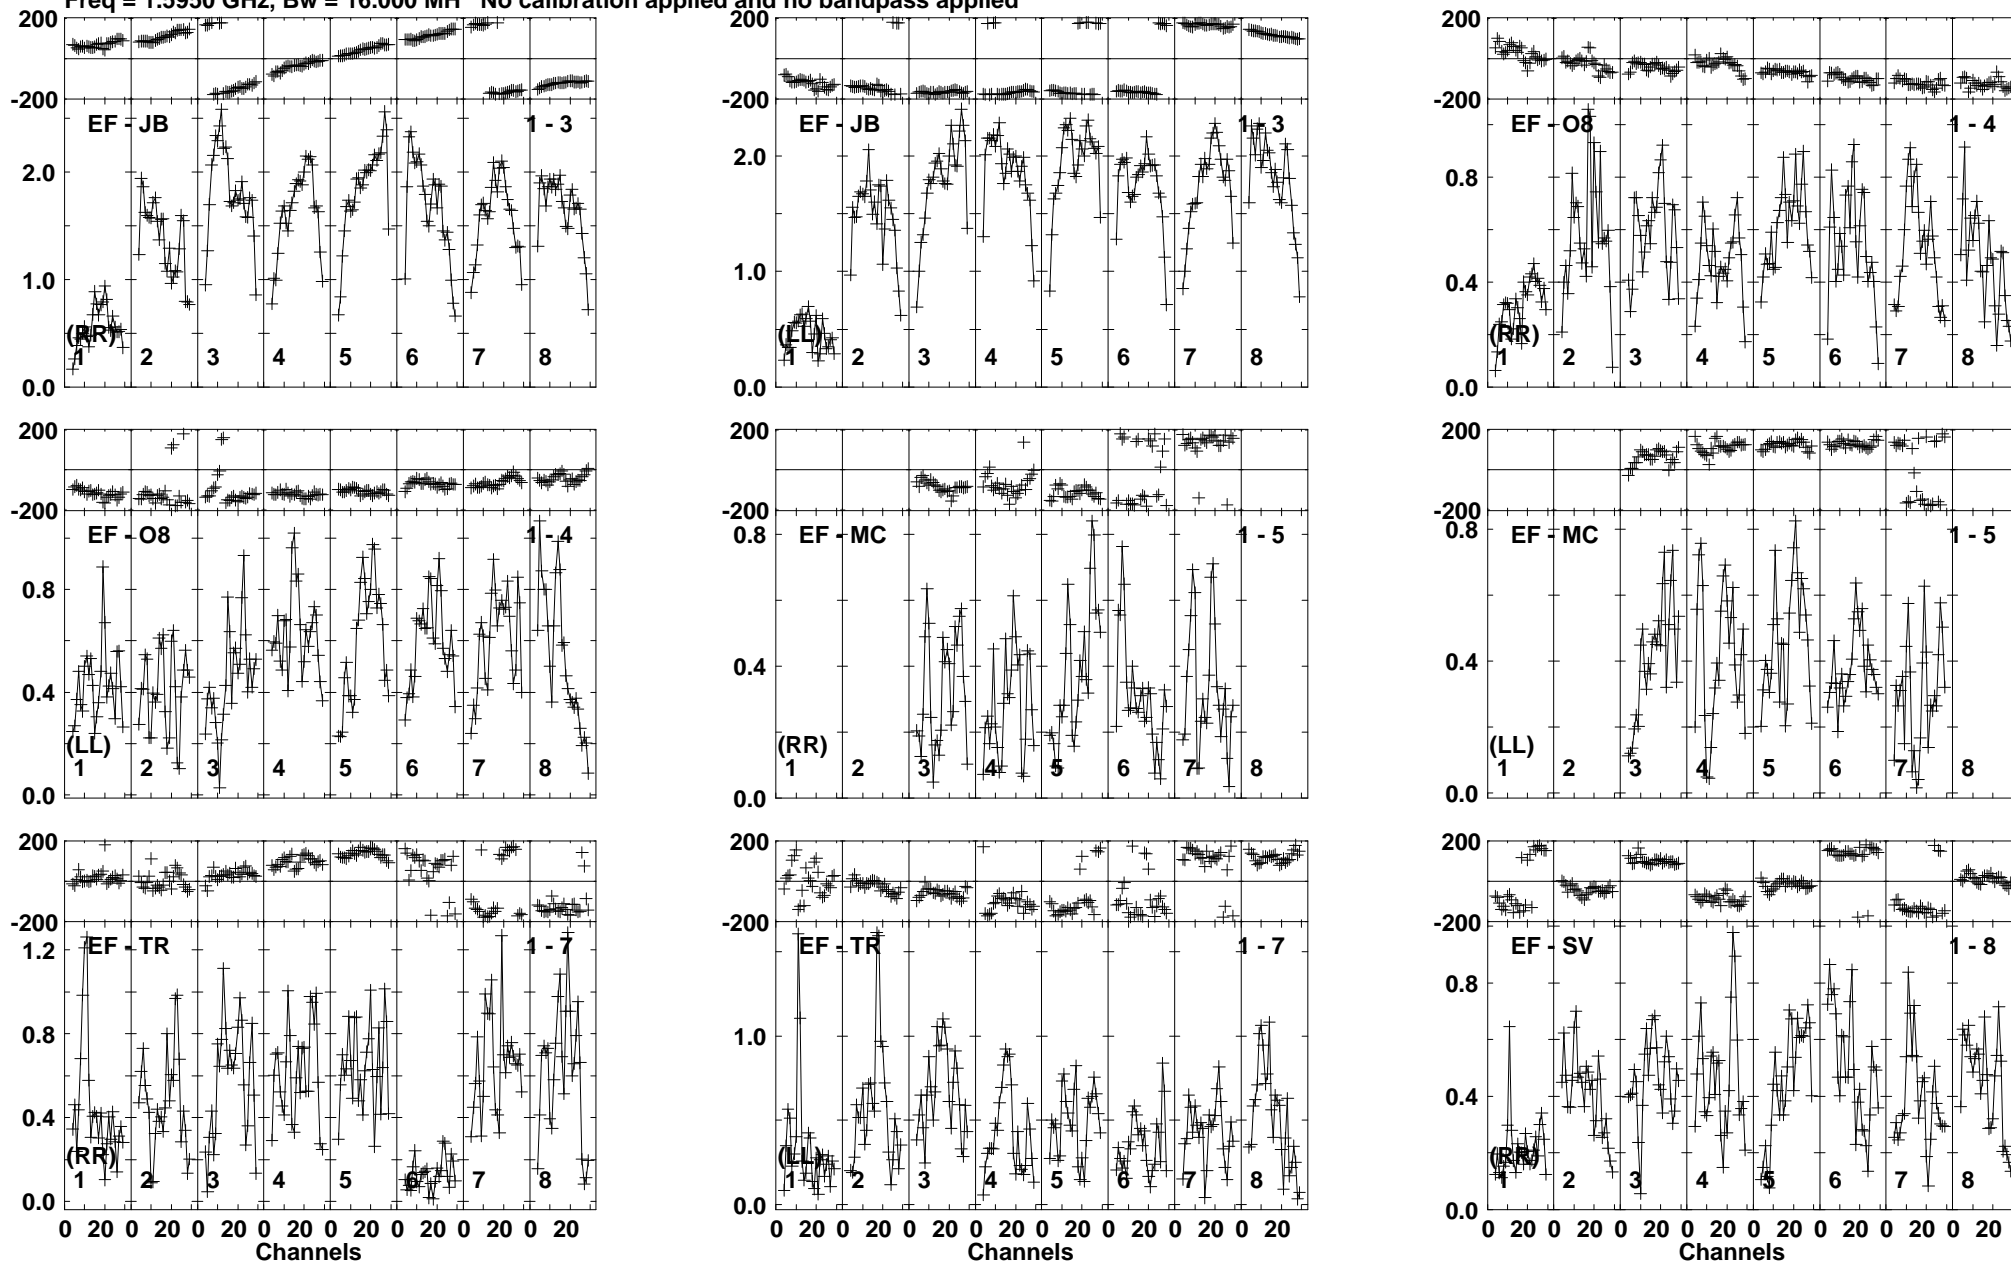 Freq = 1.5950 GHz, Bw = 16.000 MH No calibration applied and no bandpass applied
200 200 200
-200 -200 -200
EF - JB 1 - 3 EF - JB 1 - 3 EF - O8 1 - 4
2.0 2.0 0.8
1.0 1.0 0.4
(RR) (LL) (RR)
1 2 3 4 5 6 7 8 1 2 3 4 5 6 7 8 1 2 3 4 5 6 7 8
0.0 0.0 0.0
200 200 200
-200 -200 -200
EF - O8 1 - 4 EF - MC 1 - 5 EF - MC 1 - 5
0.8 0.8 0.8
0.4 0.4 0.4
(LL) (RR) (LL)
1 2 3 4 5 6 7 8 1 2 3 4 5 6 7 8 1 2 3 4 5 6 7 8
0.0 0.0 0.0
200 200 200
-200 -200 -200
EF - TR 1 - 7 EF - TR 1 - 7 EF - SV 1 - 8
1.2
0.8 1.0 0.8
0.4 0.4
(RR) (LL) (RR)
1 2 3 4 5 6 7 8 1 2 3 4 5 6 7 8 1 2 3 4 5 6 7 8
0.0 0.0 0.0
0 20 0 20 0 20 0 20 0 20 0 20 0 20 0 20 0 20 0 20 0 20 0 20 0 20 0 20 0 20 0 20 0 20 0 20 0 20 0 20 0 20 0 20 0 20 0 20
Channels Channels Channels